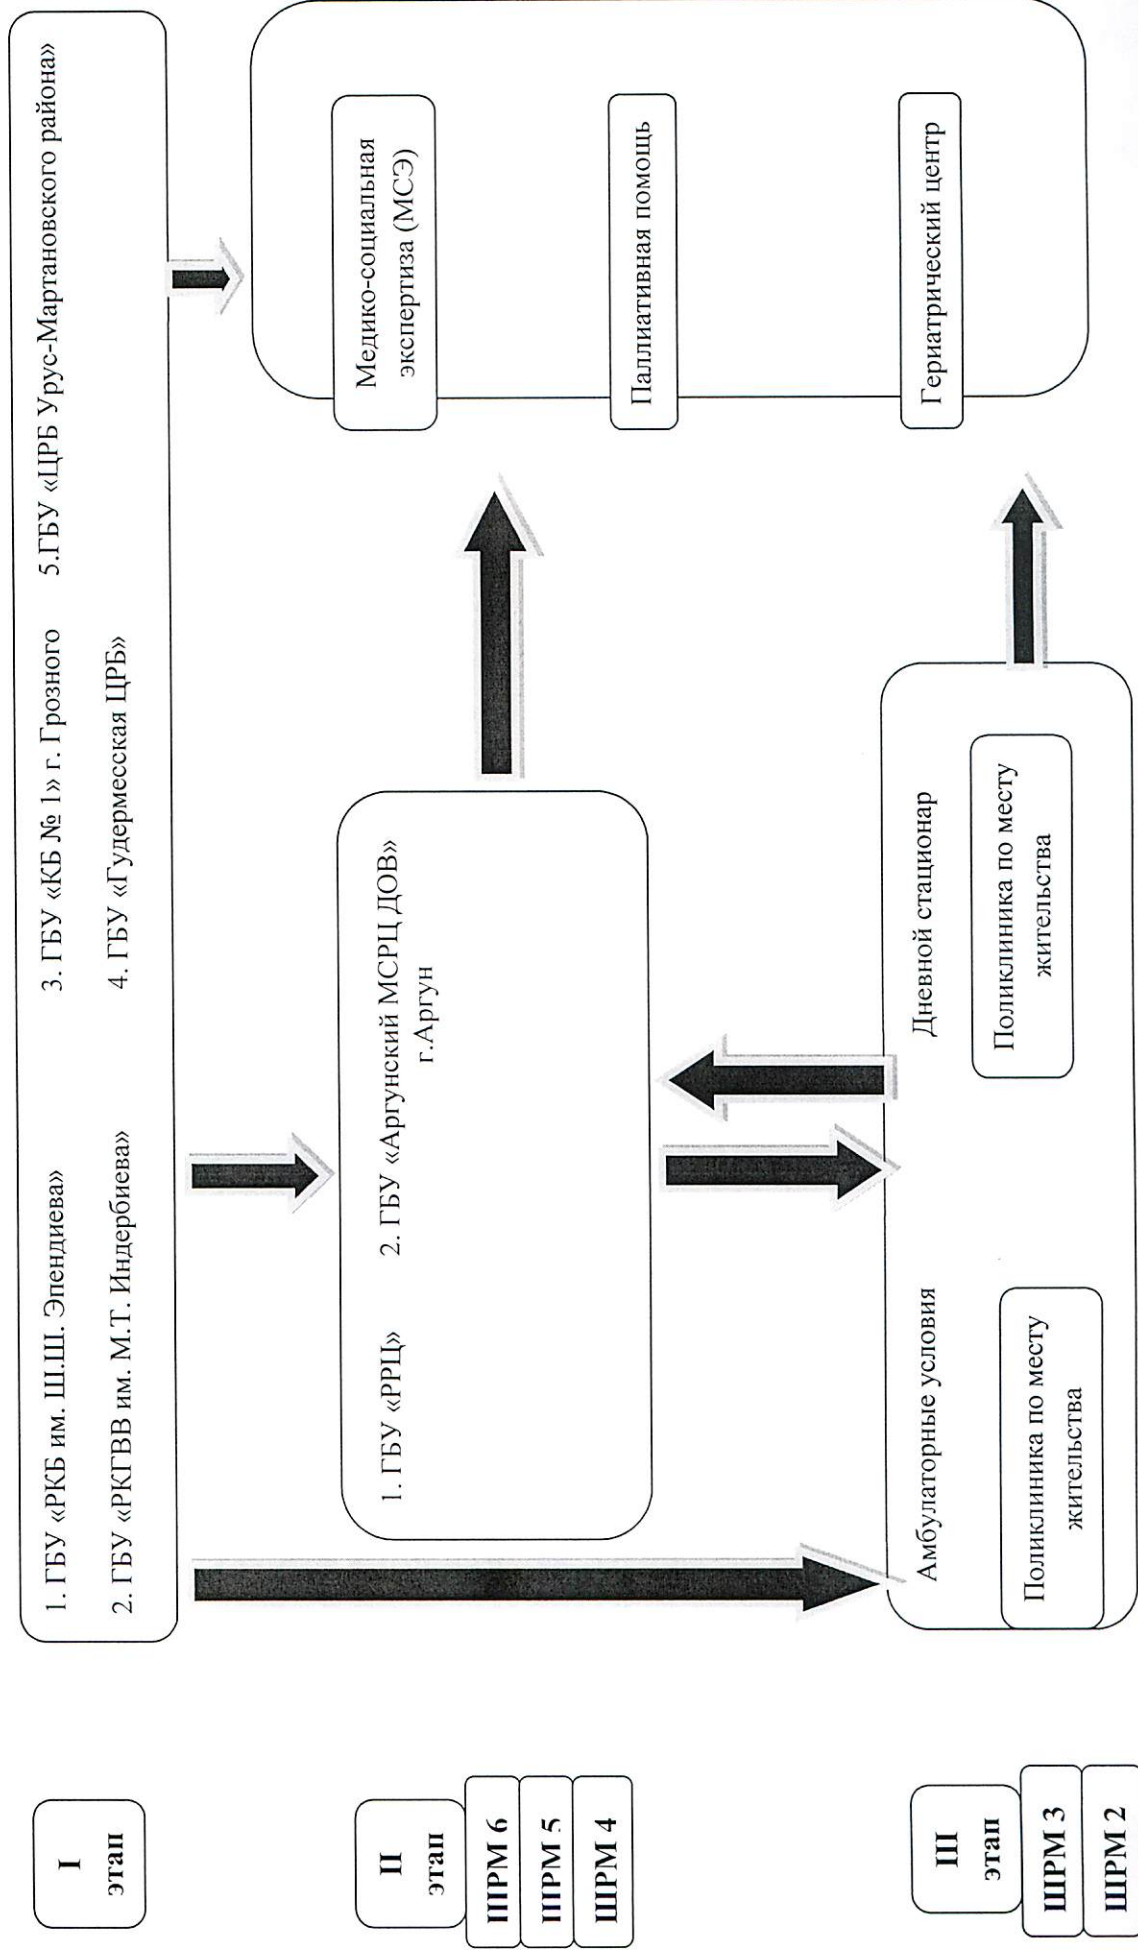 I
этап
1. ГБУ «РКБ им. Ш.Ш. Эпендиева»
3. ГБУ «КБ № 1» г. Грозного
5.ГБУ «ЦРБ Урус-Мартановского района»
2. ГБУ «РКГВВ им. М.Т. Индербиева»
4. ГБУ «Гудермесская ЦРБ»
II
этап
ШРМ 6
ШРМ 5
ШРМ 4
1. ГБУ «РРЦ»
2. ГБУ «Аргунский МСРЦ ДОВ»
г.Аргун
Медико-социальная
экспертиза (МСЭ)
Паллиативная помощь
Гериатрический центр
III
этап
ШРМ 3
ШРМ 2
Амбулаторные условия
Поликлиника по месту
жительства
Дневной стационар
Поликлиника по месту
жительства